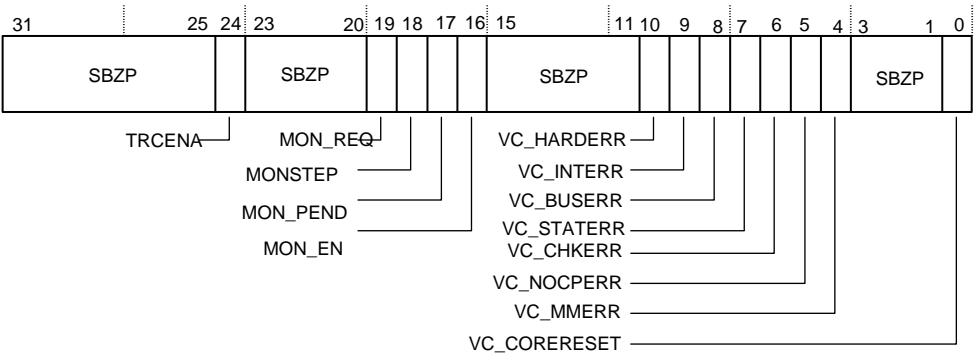 31 25 24 23 20 19 18 17 16 15 11 10 9 8 7 6 5 4 3 1 0
SBZP SBZP SBZP SBZP
TRCENA MON_REQ VC_HARDERR
MONSTEP VC_INTERR
MON_PEND VC_BUSERR
MON_EN VC_STATERR
VC_CHKERR
VC_NOCPERR
VC_MMERR
VC_CORERESET